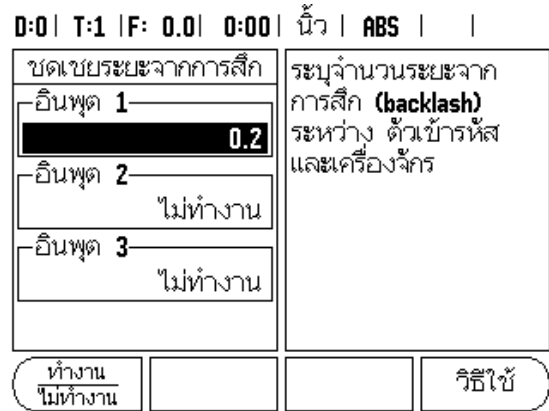 D:0 | T:1 | F: 0.0 | 0:00 | นิ้ว | ABS | |
ชดเชยระยะจากการสึก
อินพุต 1
0.2
อินพุต 2
ไม่ทำงาน
อินพุต 3
ไม่ทำงาน
ระบุจำนวนระยะจาก
การสึก (backlash)
ระหว่าง ตัวเข้ารหัส
และเครื่องจักร
ทำงาน
ไม่ทำงาน
วิธีใช้